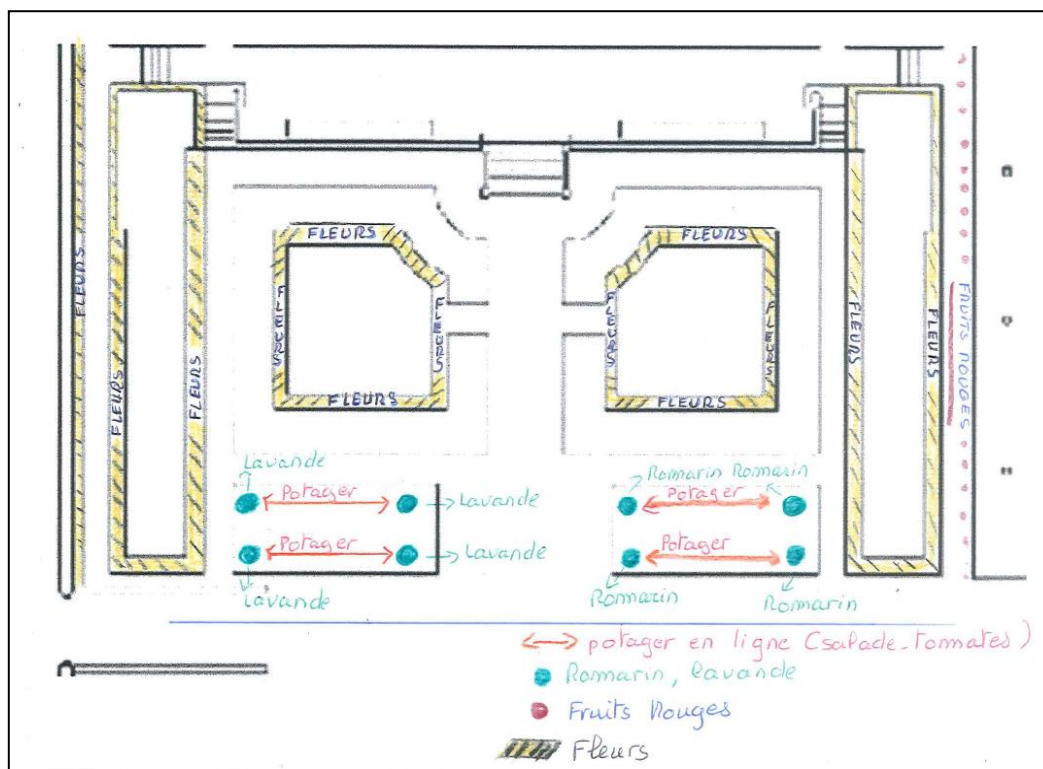 FLEURS
FLEURS
FLEURS
FLEURS
FLEURS
FLEURS
FLEURS
FLEURS
FLEURS
FLEURS
FLEURS
FLEURS
FLEURS
FRUITS ROUGES
Lavande
Potager
Lavande
Potager
Lavande
Lavande
Romarin Romarin
Potager
Potager
Romarin
Romarin
potager en ligne (salade-tommates)
Romarin, lavande
Fruits Rouges
Fleurs